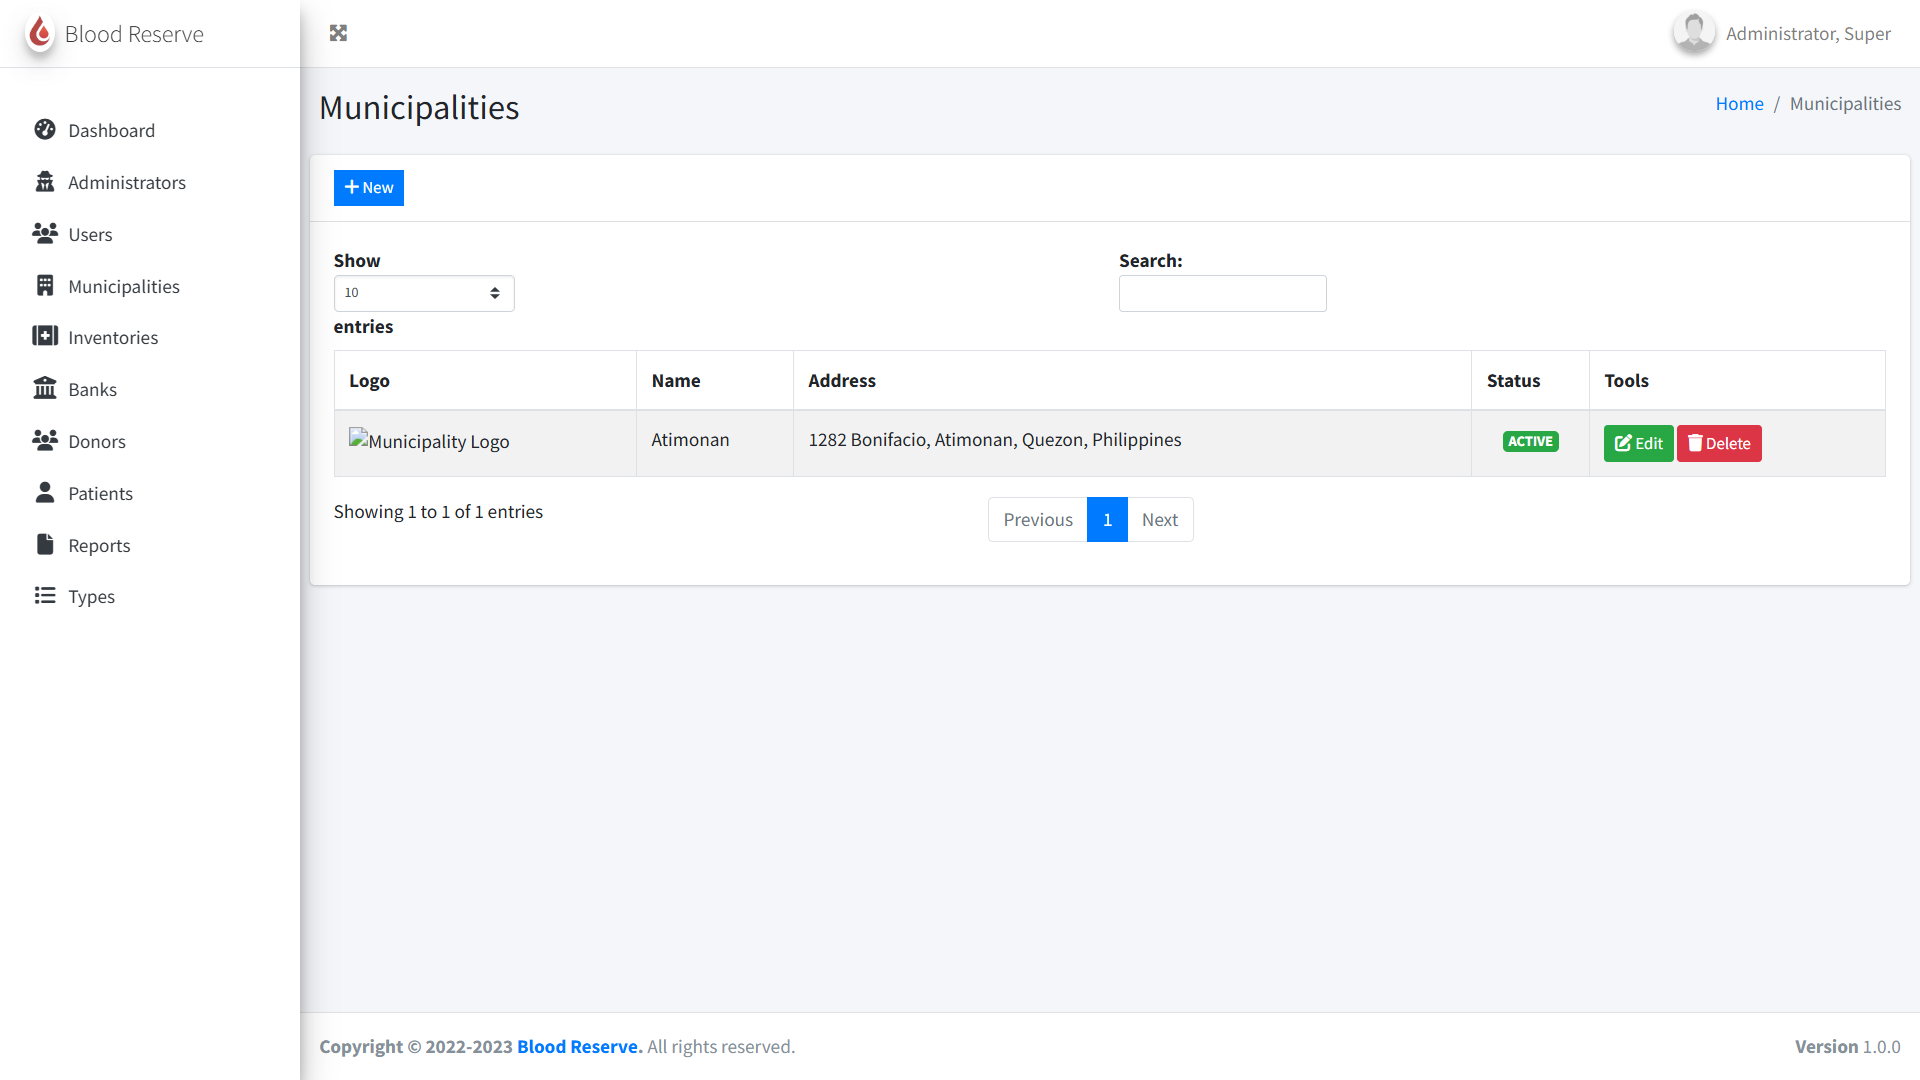 Blood Reserve
Administrator, Super
Dashboard
Administrators
Users
Municipalities
Inventories
Banks
Donors
Patients
Reports
Types
Municipalities
Home / Municipalities
New
Show
10
entries
Search:
Logo Name Address Status Tools
Municipality Logo Atimonan 1282 Bonifacio, Atimonan, Quezon, Philippines ACTIVE Edit Delete
Showing 1 to 1 of 1 entries
Previous 1 Next
Copyright © 2022-2023 Blood Reserve. All rights reserved.
Version 1.0.0